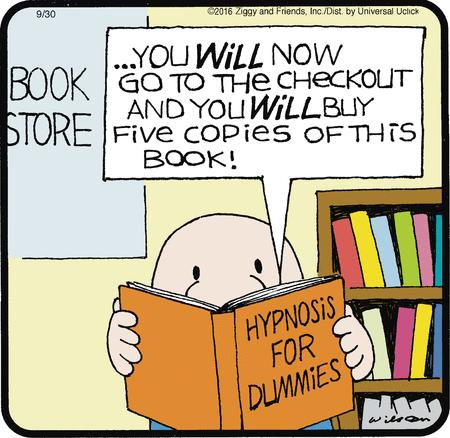 9/30
©2016 Ziggy and Friends, Inc./Dist. by Universal Uclick
BOOK
STORE
...YOU WILL NOW
GO TO THE CHECKOUT
AND YOU WILL BUY
FIVE COPIES OF THIS
BOOK!
HYPNOSIS
FOR
DUMMIES
Wilson